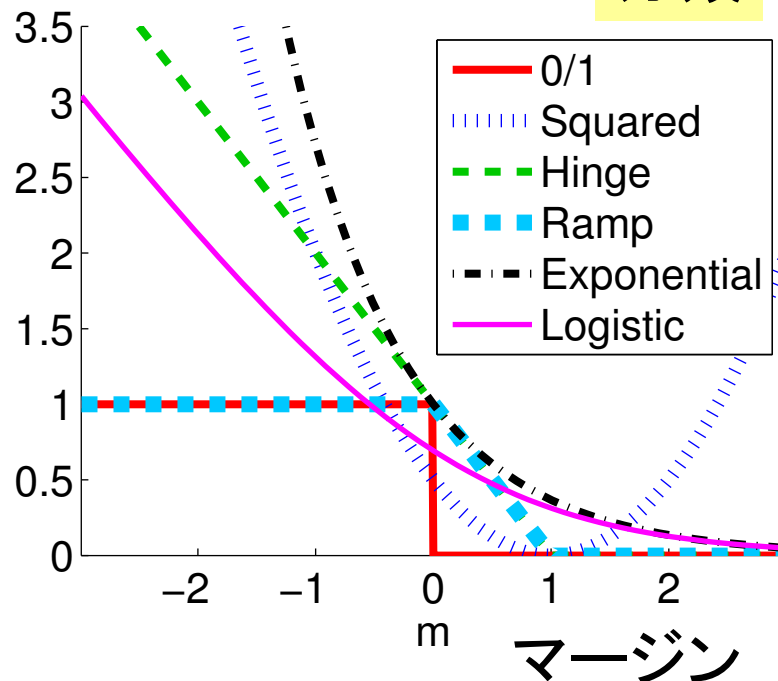 3.5
3
2.5
2
1.5
1
0.5
0
0/1
Squared
Hinge
Ramp
Exponential
Logistic
−2 −1 0 1 2
m
マージン